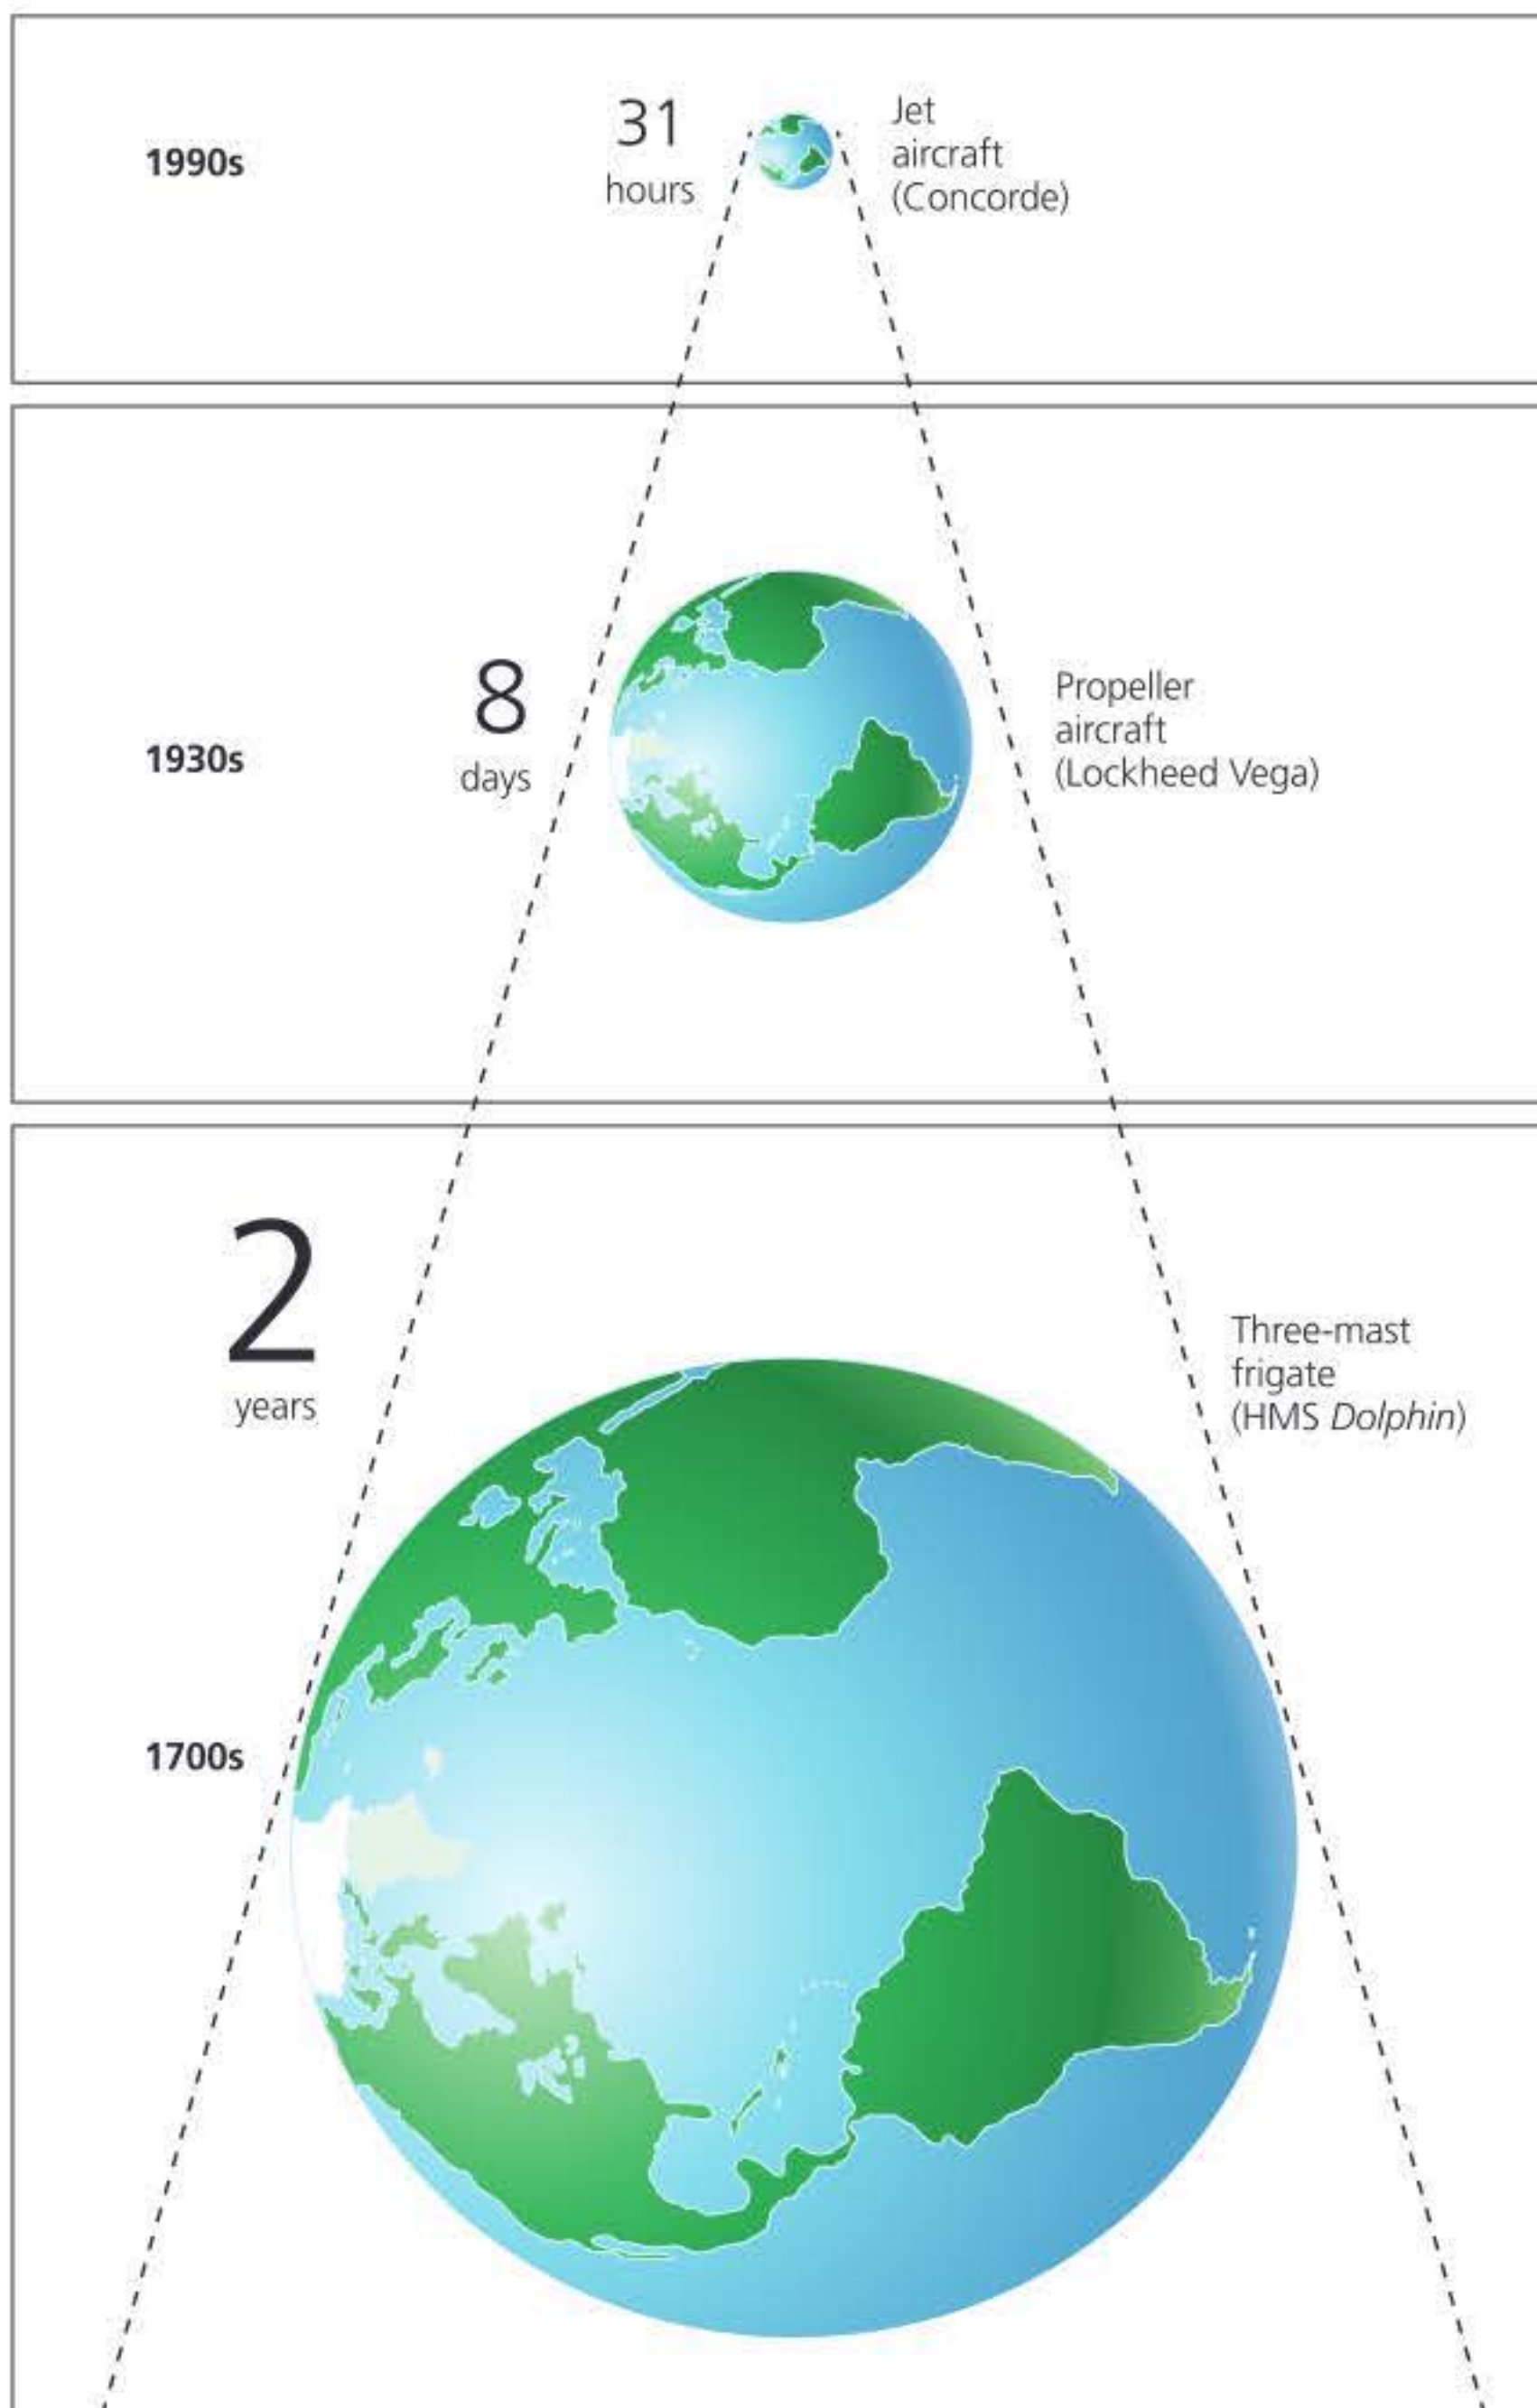 1990s
31
hours
Jet
aircraft
(Concorde)
1930s
8
days
Propeller
aircraft
(Lockheed Vega)
1700s
2
years
Three-mast
frigate
(HMS Dolphin)